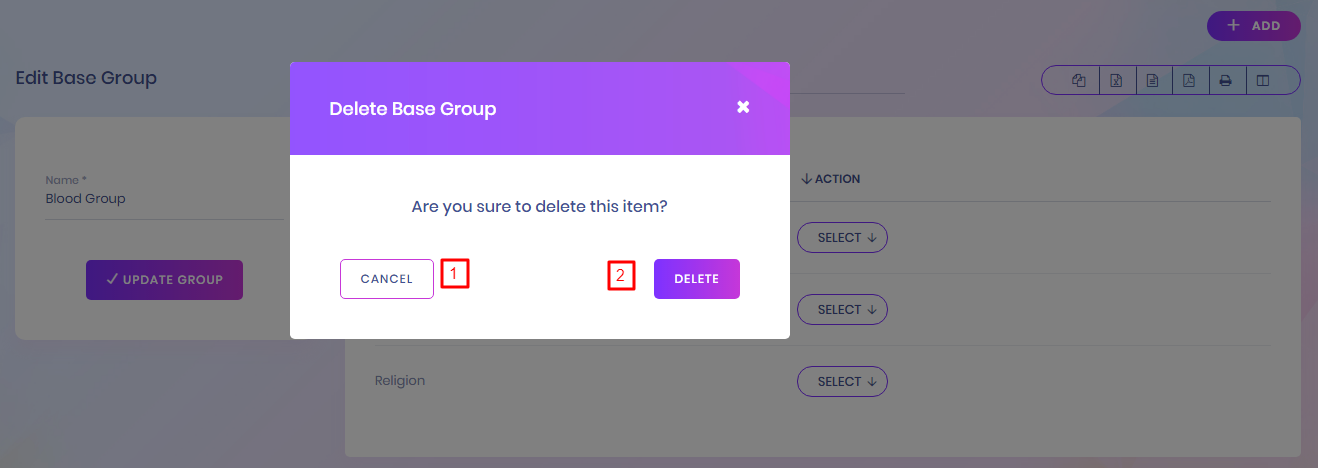 ADD
Edit Base Group
Delete Base Group
Name *
Blood Group
UPDATE GROUP
Are you sure to delete this item?
CANCEL
1
2
DELETE
ACTION
SELECT
SELECT
Religion
SELECT